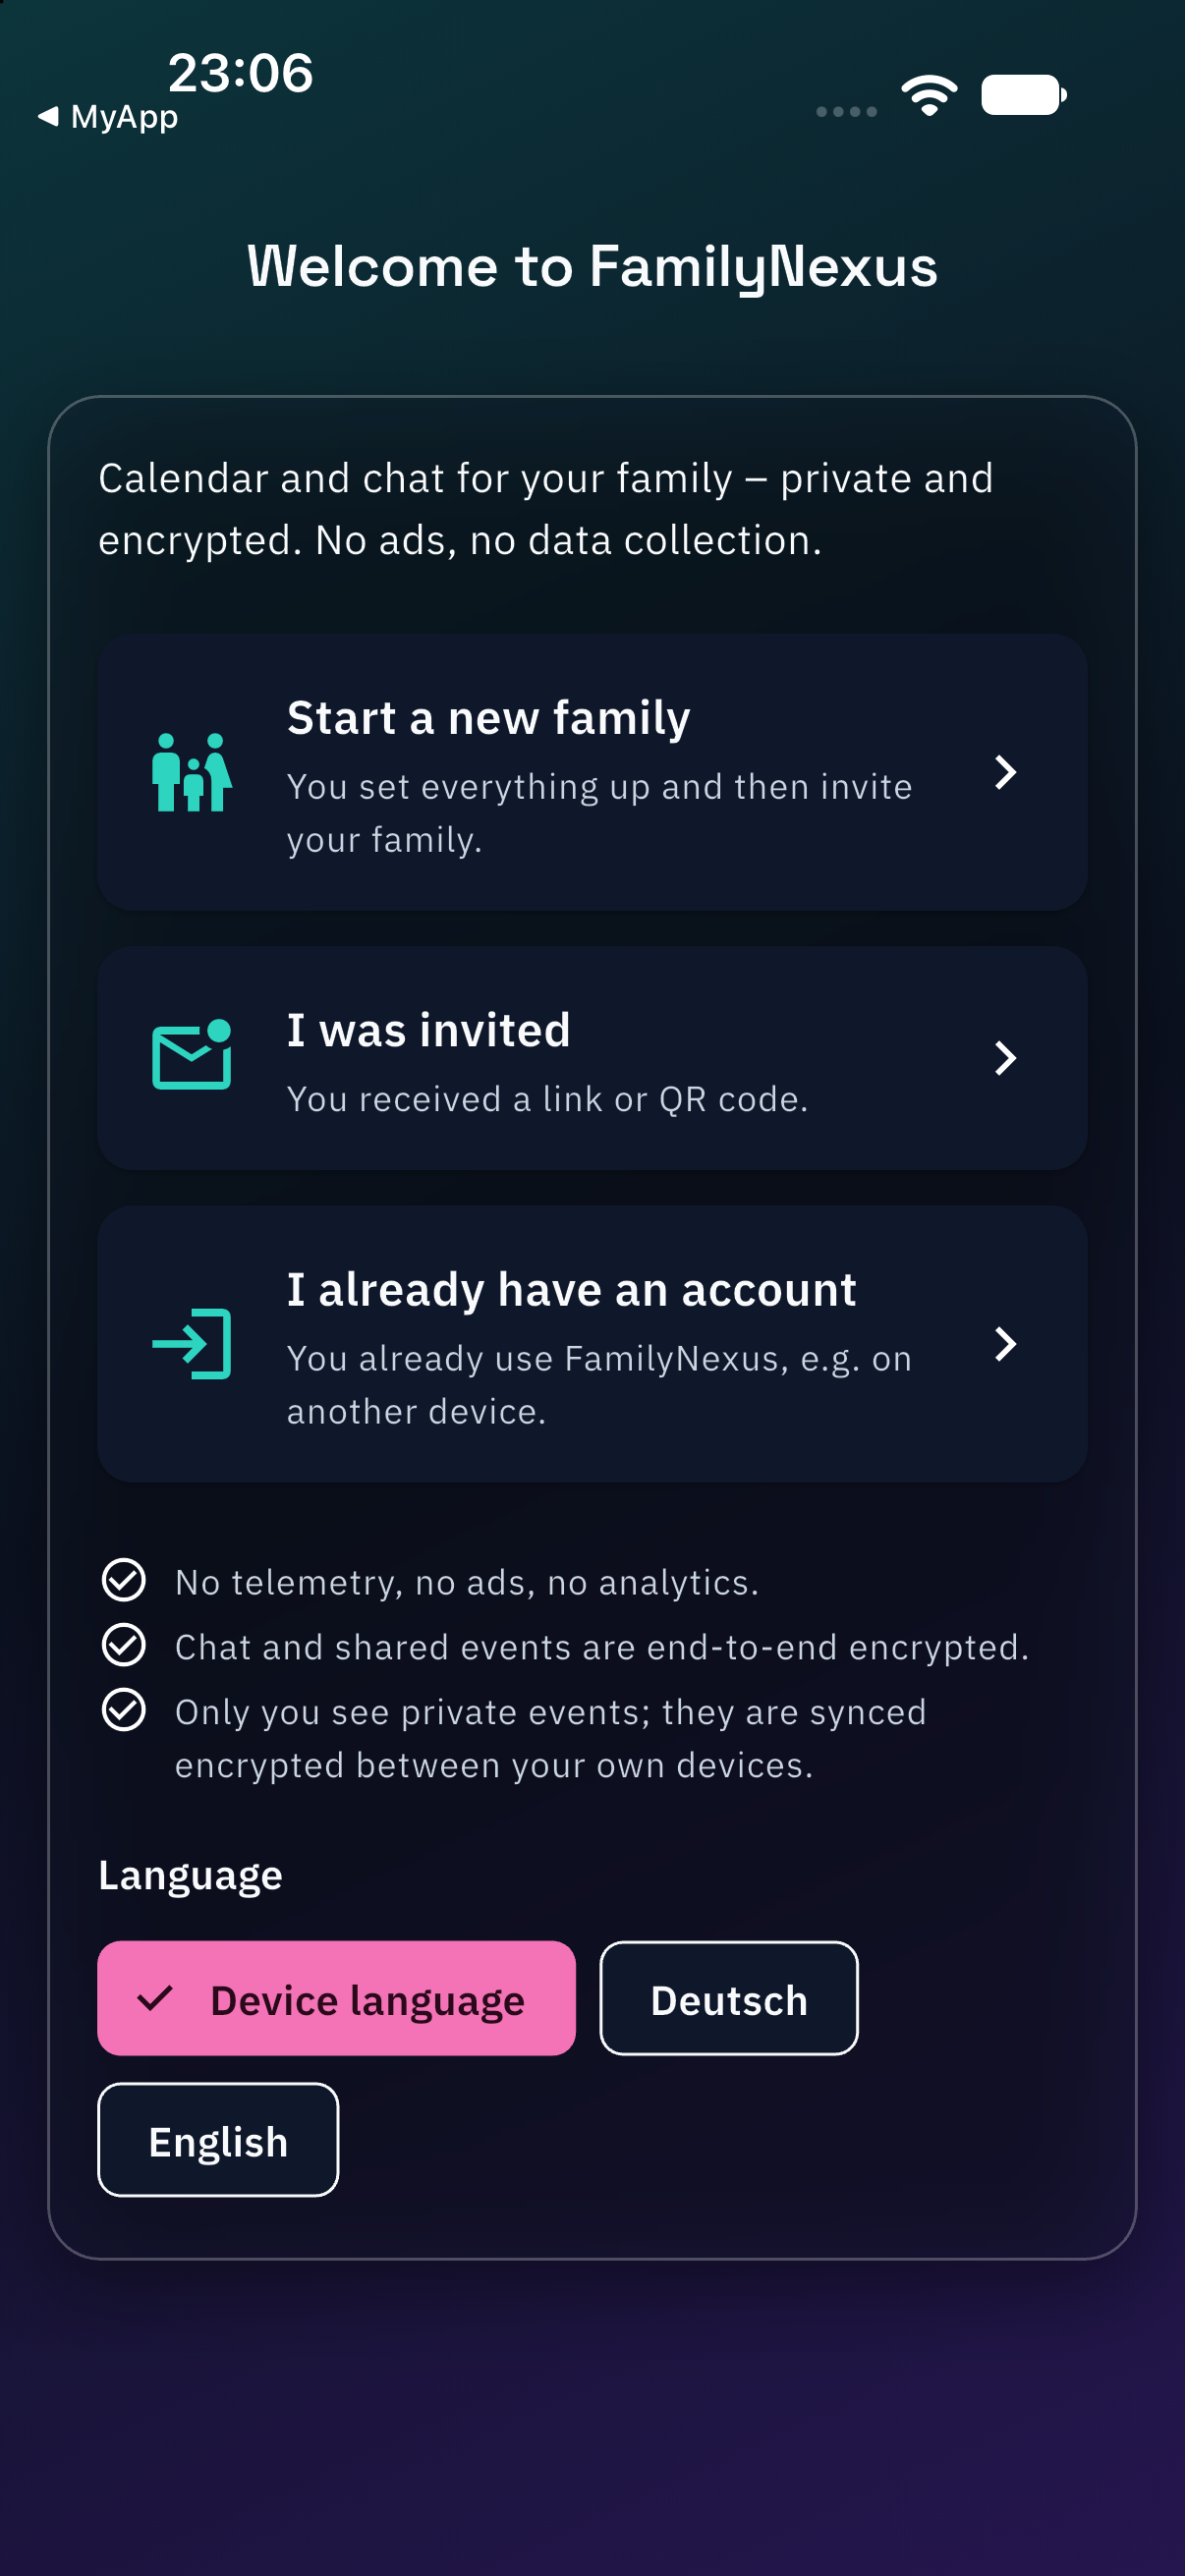 23:06
MyApp
Welcome to FamilyNexus
Calendar and chat for your family – private and
encrypted. No ads, no data collection.
Start a new family
You set everything up and then invite
your family.
I was invited
You received a link or QR code.
I already have an account
You already use FamilyNexus, e.g. on
another device.
No telemetry, no ads, no analytics.
Chat and shared events are end-to-end encrypted.
Only you see private events; they are synced
encrypted between your own devices.
Language
Device language
Deutsch
English